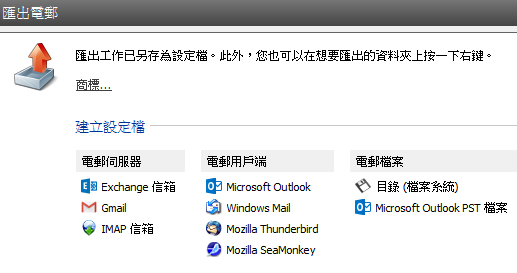 匯出電郵
匯出工作已另存為設定檔。此外，您也可以在想要匯出的資料夾上按一下右鍵。
商標...
建立設定檔
電郵伺服器
Exchange 信箱
Gmail
IMAP 信箱
電郵用戶端
Microsoft Outlook
Windows Mail
Mozilla Thunderbird
Mozilla SeaMonkey
電郵檔案
目錄 (檔案系統)
Microsoft Outlook PST 檔案